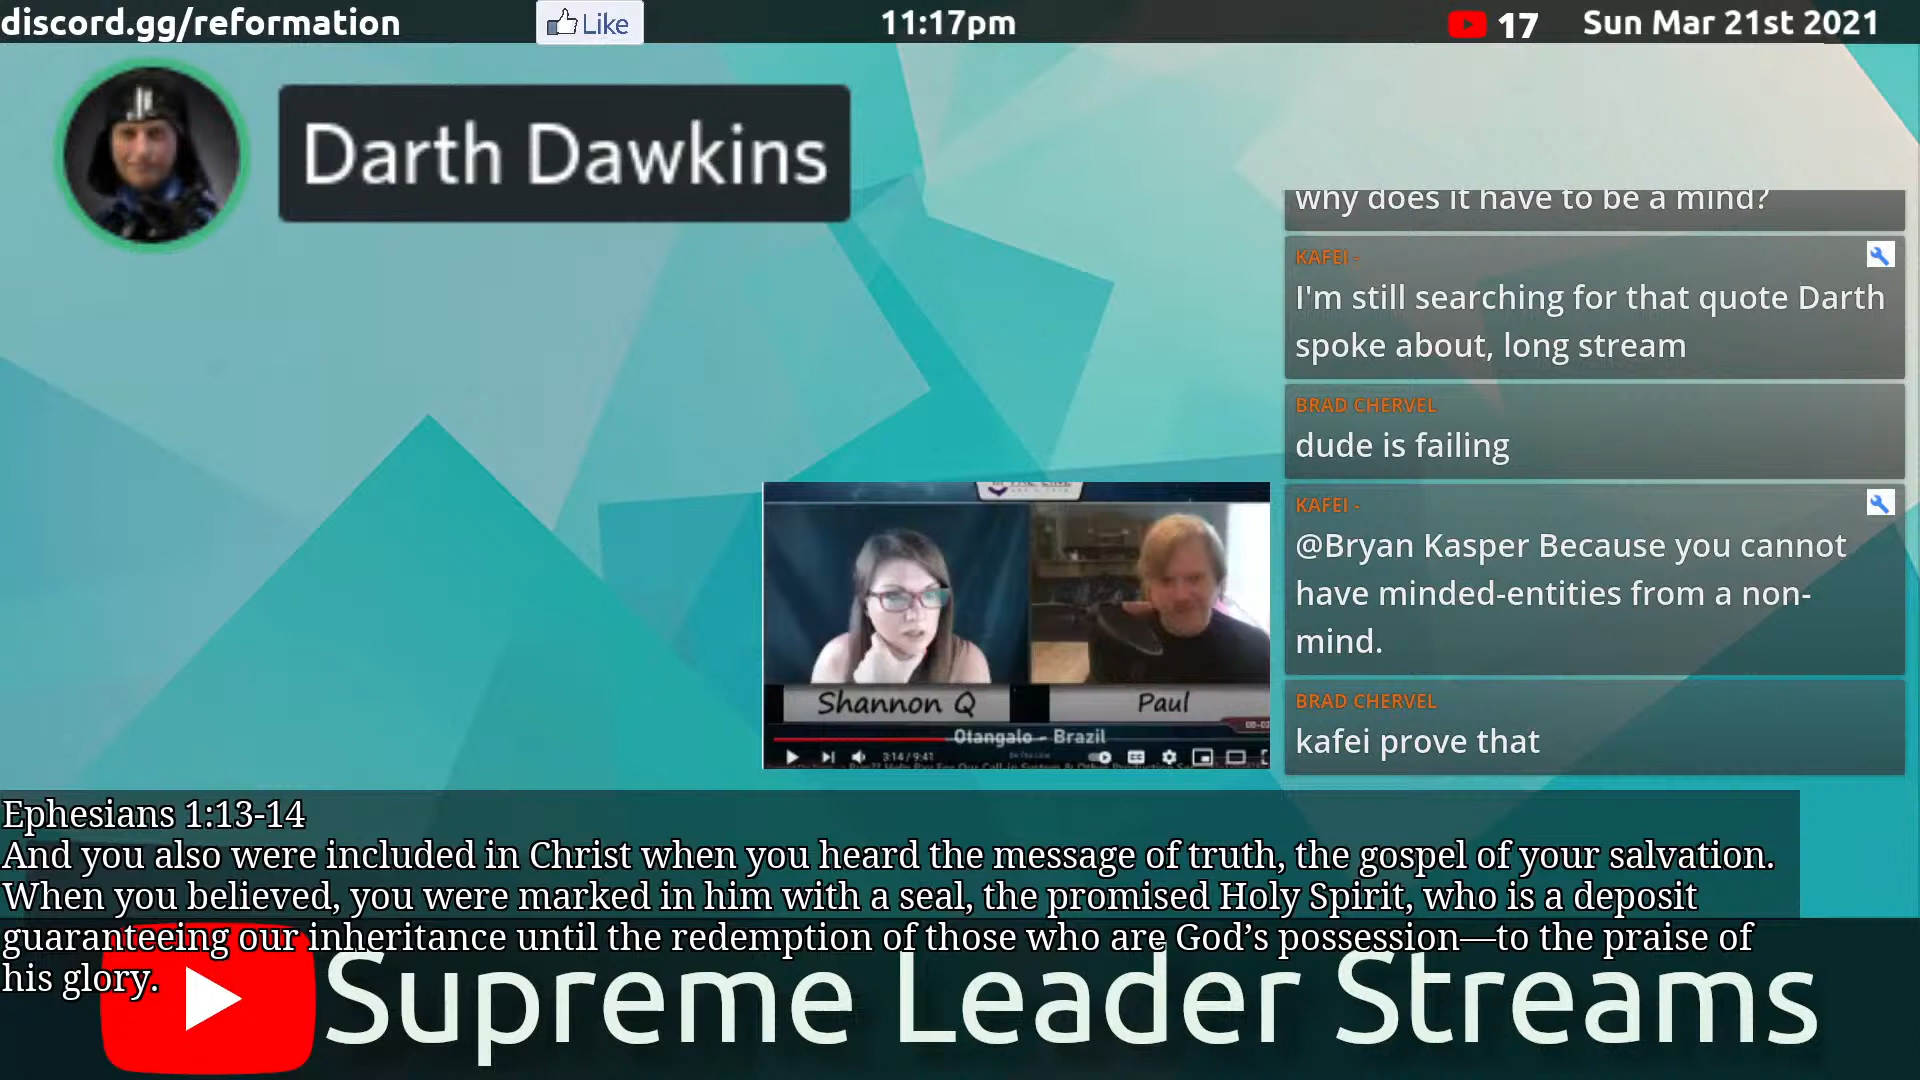 discord.gg/reformation
Like
11:17pm
17
Sun Mar 21st 2021
Darth Dawkins
why does it have to be a mind?
KAFEI -
I'm still searching for that quote Darth
spoke about, long stream
BRAD CHERVEL
dude is failing
KAFEI -
@Bryan Kasper Because you cannot
have minded-entities from a non-
mind.
BRAD CHERVEL
kafei prove that
Shannon Q
Paul
Otangalo - Brazil
3:14 / 9:41
Ephesians 1:13-14
And you also were included in Christ when you heard the message of truth, the gospel of your salvation.
When you believed, you were marked in him with a seal, the promised Holy Spirit, who is a deposit
guaranteeing our inheritance until the redemption of those who are God’s possession—to the praise of
his glory.
Supreme Leader Streams